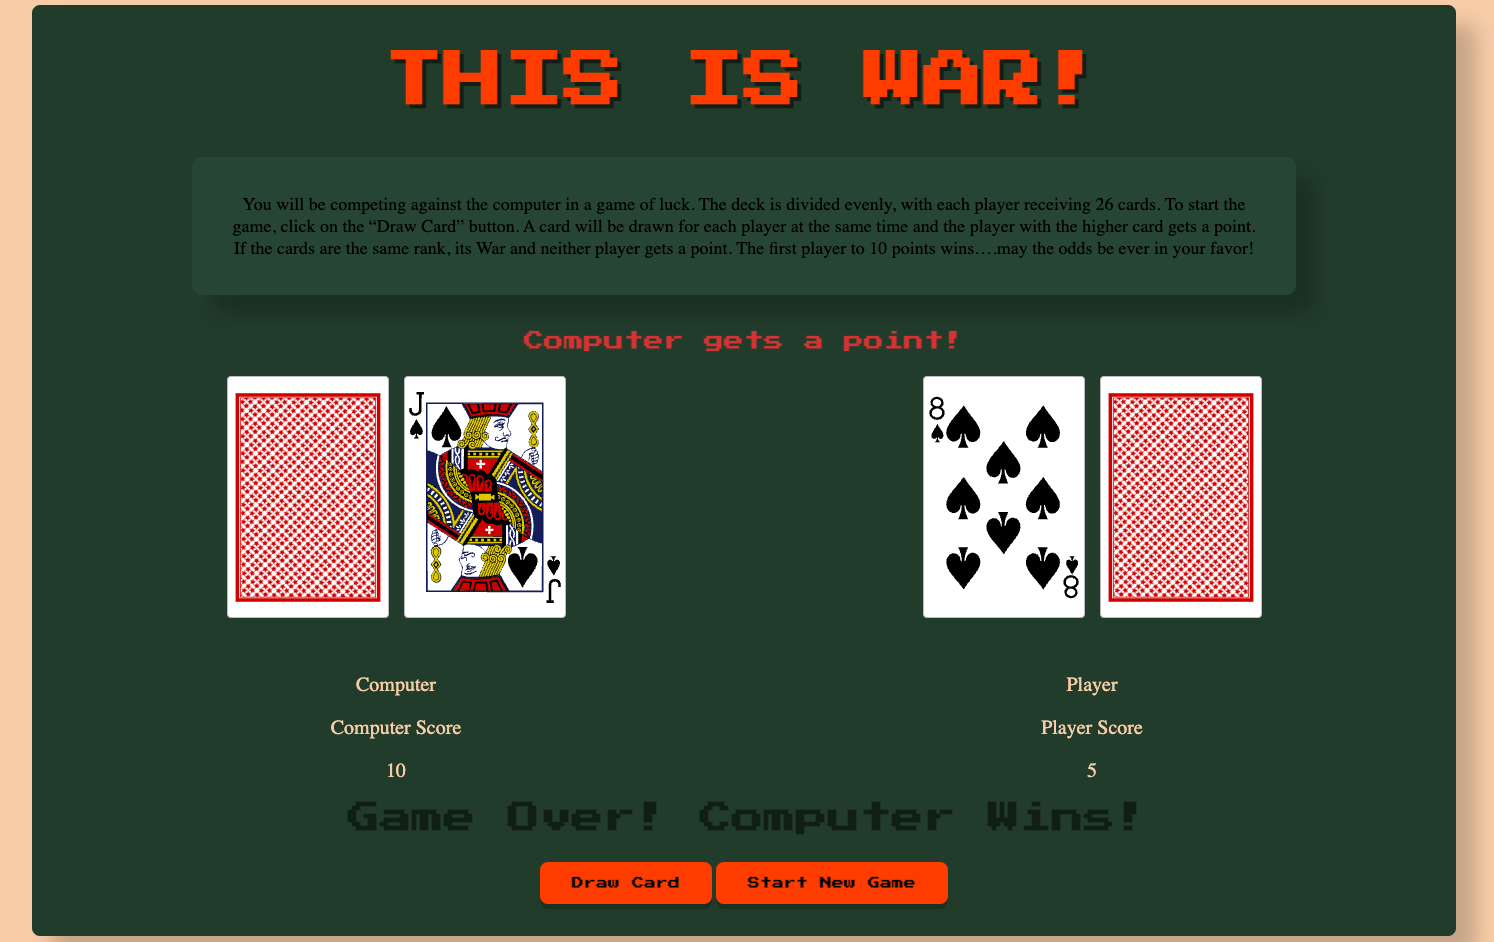 THIS IS WAR!
You will be competing against the computer in a game of luck. The deck is divided evenly, with each player receiving 26 cards. To start the
game, click on the “Draw Card” button. A card will be drawn for each player at the same time and the player with the higher card gets a point.
If the cards are the same rank, its War and neither player gets a point. The first player to 10 points wins….may the odds be ever in your favor!
Computer gets a point!
J
J
8
8
Computer
Computer Score
10
Player
Player Score
5
Game Over! Computer Wins!
Draw Card
Start New Game